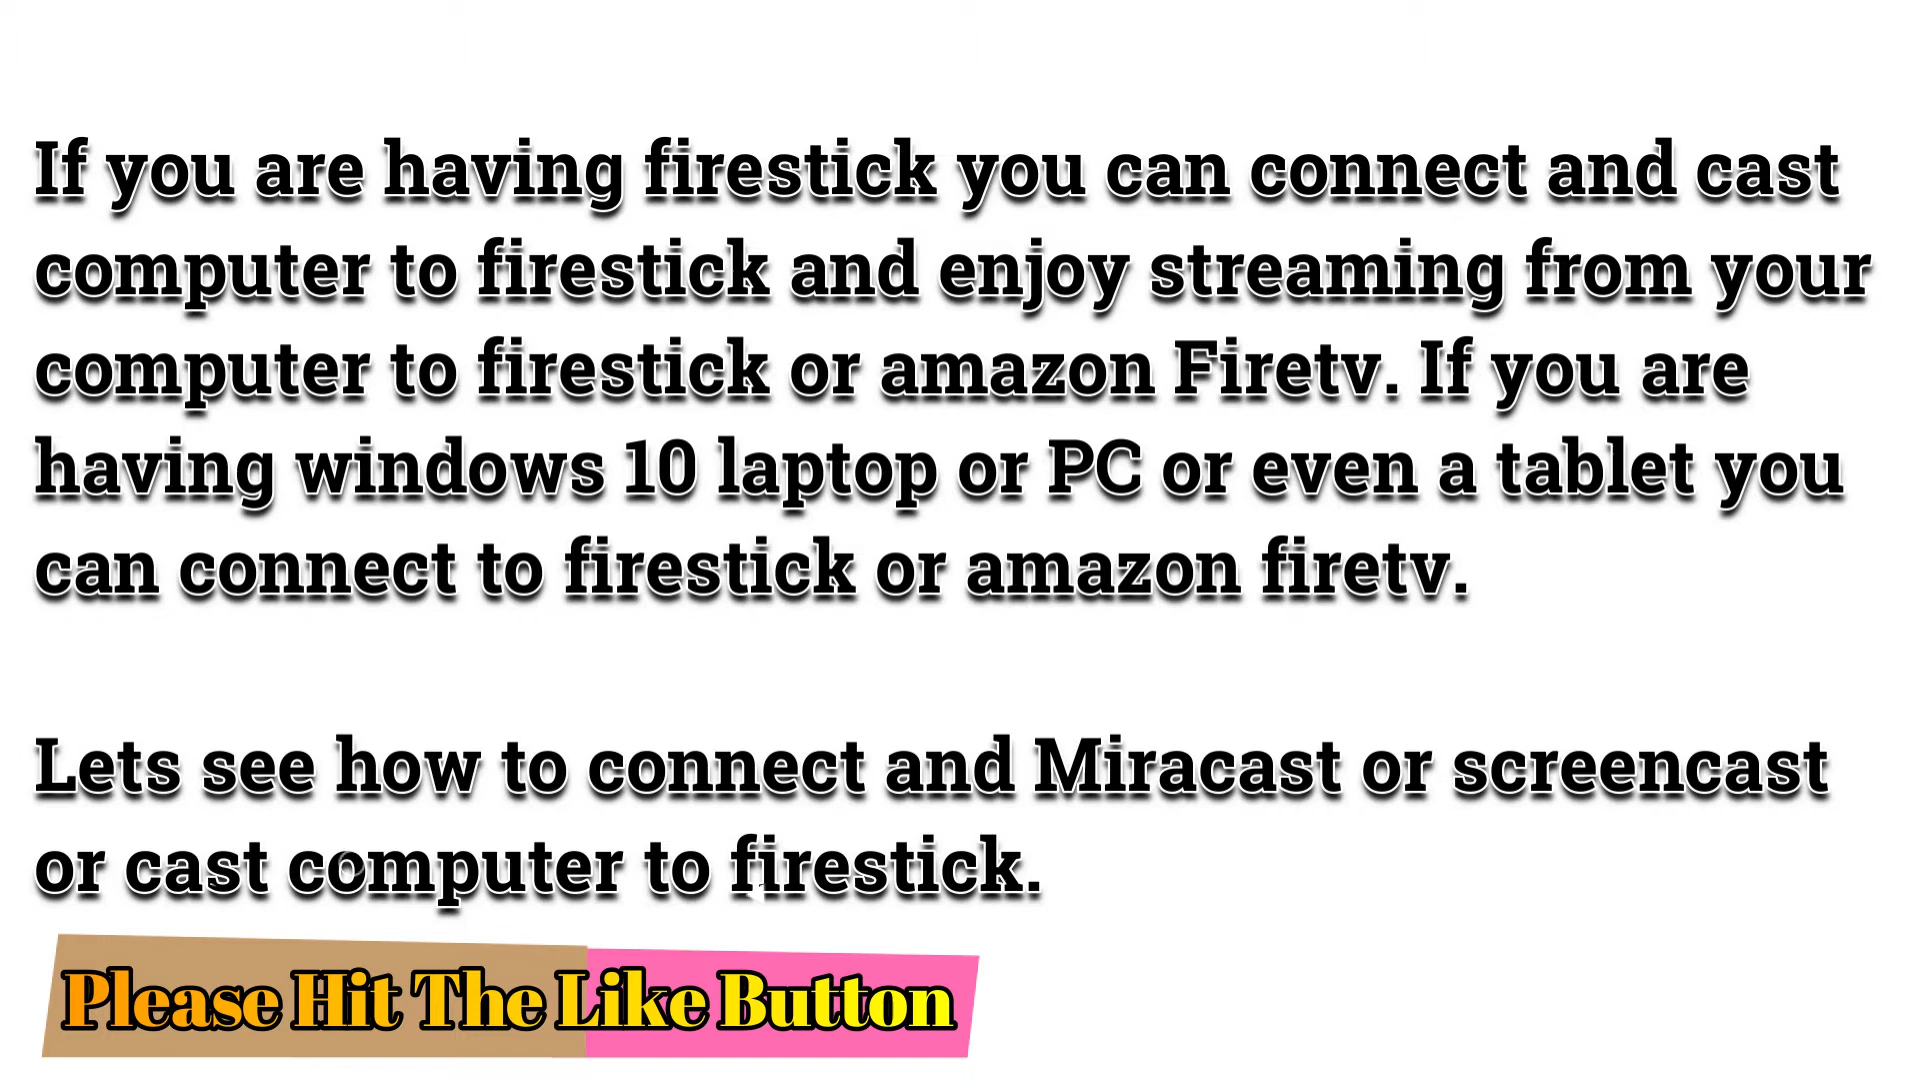 If you are having firestick you can connect and cast
computer to firestick and enjoy streaming from your
computer to firestick or amazon Firetv. If you are
having windows 10 laptop or PC or even a tablet you
can connect to firestick or amazon firetv.
Lets see how to connect and Miracast or screencast
or cast computer to firestick.
Please Hit The Like Button